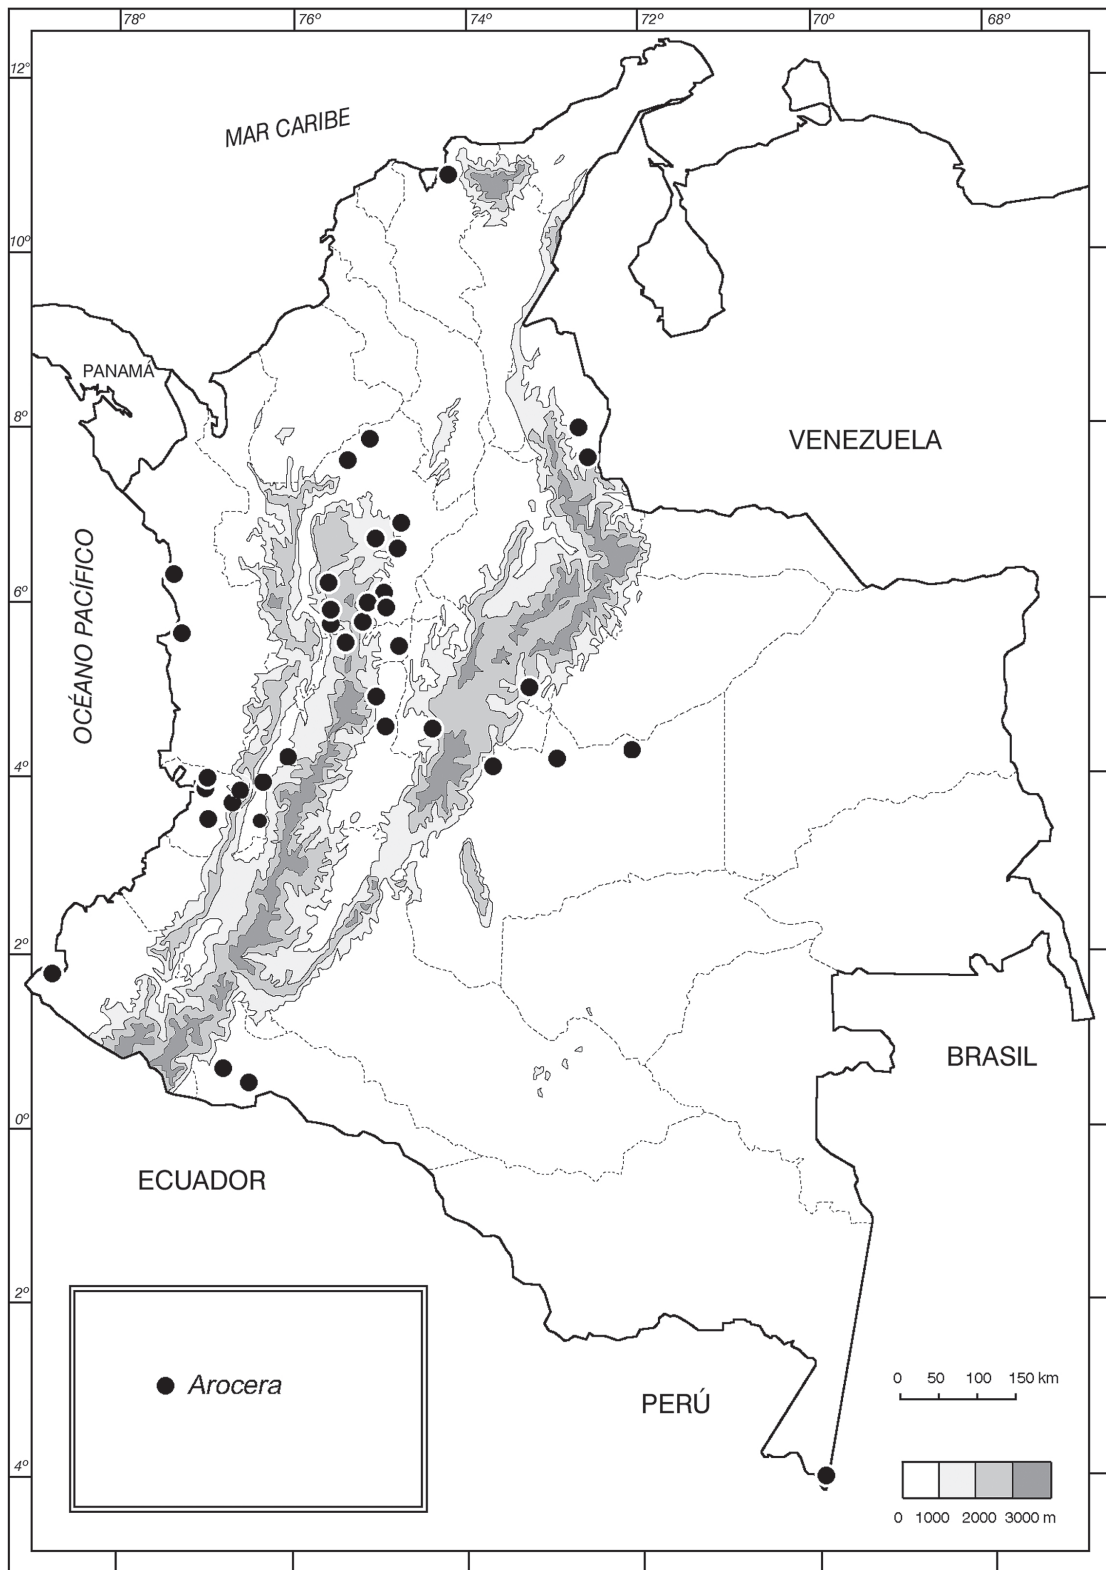 78º 76º 74º 72º 70º 68º
12º
MAR CARIBE
10º
PANAMÁ
8º
VENEZUELA
OCÉANO PACÍFICO
6º
4º
2º
BRASIL
0º
ECUADOR
2º
0 50 100 150 km
Arocera
PERÚ
4º
0 1000 2000 3000 m